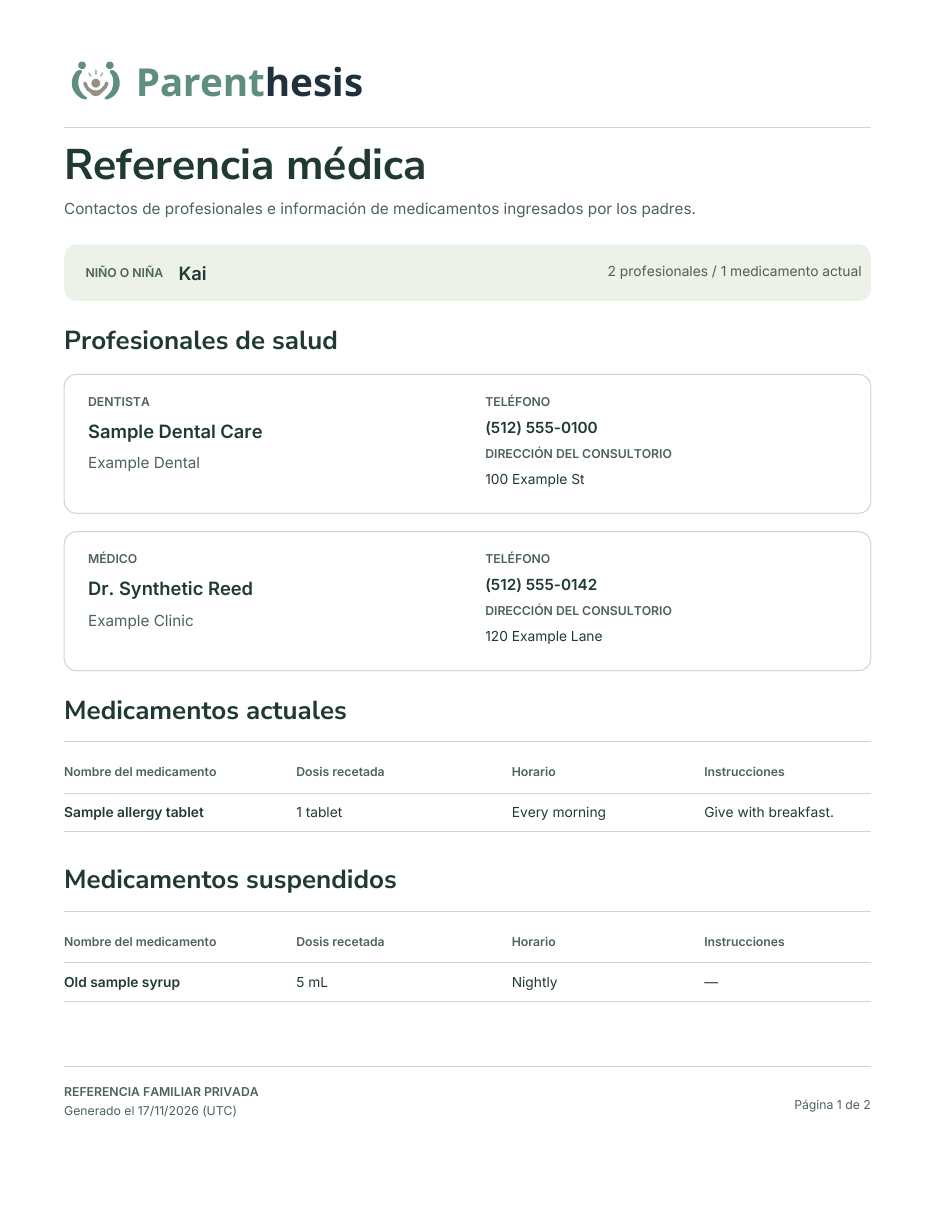 Parenthesis
Referencia médica
Contactos de profesionales e información de medicamentos ingresados por los padres.
NIÑO O NIÑA Kai 2 profesionales / 1 medicamento actual
Profesionales de salud
DENTISTA
Sample Dental Care
Example Dental
TELÉFONO
(512) 555-0100
DIRECCIÓN DEL CONSULTORIO
100 Example St
MÉDICO
Dr. Synthetic Reed
Example Clinic
TELÉFONO
(512) 555-0142
DIRECCIÓN DEL CONSULTORIO
120 Example Lane
Medicamentos actuales
Nombre del medicamento Dosis recetada Horario Instrucciones
Sample allergy tablet 1 tablet Every morning Give with breakfast.
Medicamentos suspendidos
Nombre del medicamento Dosis recetada Horario Instrucciones
Old sample syrup 5 mL Nightly —
REFERENCIA FAMILIAR PRIVADA
Generado el 17/11/2026 (UTC)
Página 1 de 2